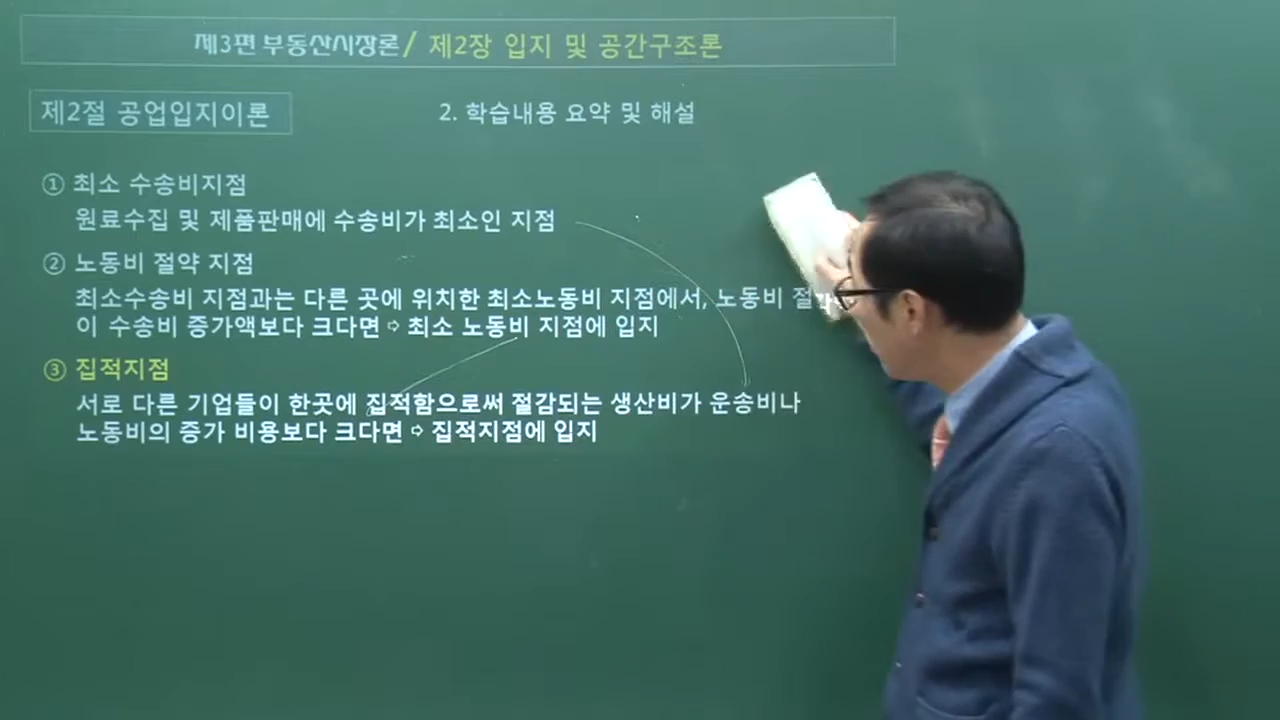 제3편 부동산시장론 / 제2장 입지 및 공간구조론
제2절 공업입지이론
2. 학습내용 요약 및 해설
① 최소 수송비지점
원료수집 및 제품판매에 수송비가 최소인 지점
② 노동비 절약 지점
최소수송비 지점과는 다른 곳에 위치한 최소노동비 지점에서, 노동비
이 수송비 증가액보다 크다면 ⇨ 최소 노동비 지점에 입지
③ 집적지점
서로 다른 기업들이 한곳에 집적함으로써 절감되는 생산비가 운송비나
노동비의 증가 비용보다 크다면 ⇨ 집적지점에 입지